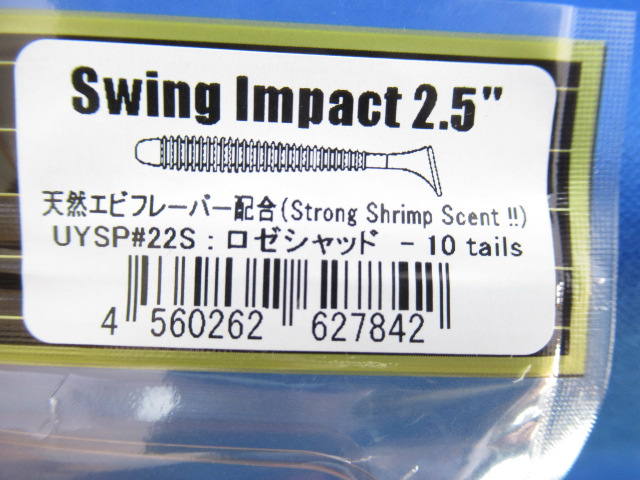 Swing Impact 2.5"
天然エビフレーバー配合(Strong Shrimp Scent !!)
UYSP#22S : ロゼシャッド - 10 tails
4 560262 627842